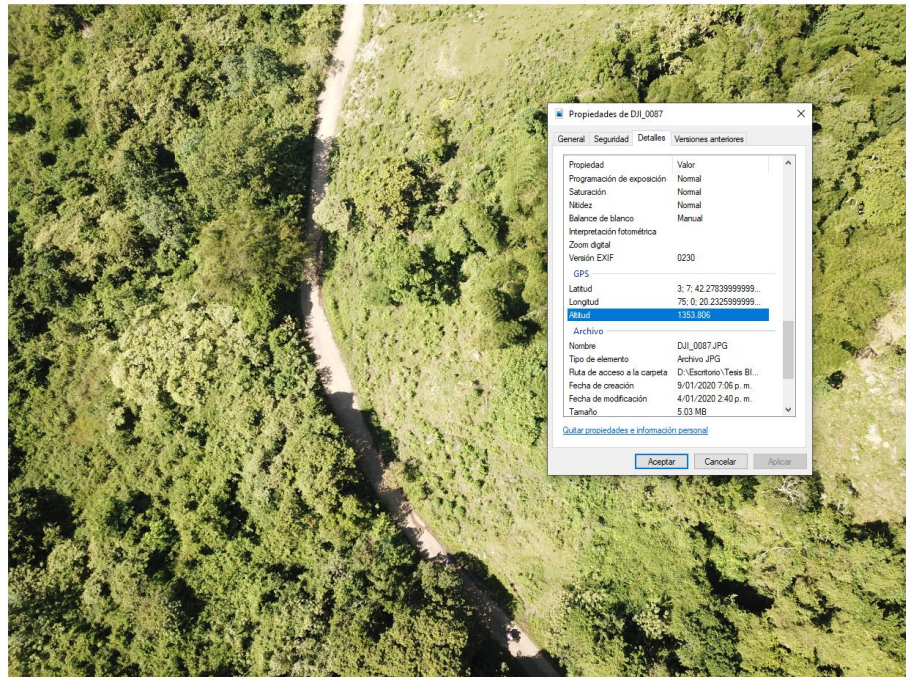 Propiedades de DJI_0087
General Seguridad Detalles Versiones anteriores
Propiedad Valor
Programación de exposición Normal
Saturación Normal
Nitidez Normal
Balance de blanco Manual
Interpretación fotométrica
Zoom digital
Versión EXIF 0230
GPS
Latitud 3; 7; 42.27839999999...
Longitud 75; 0; 20.2325999999...
Altitud 1353.806
Archivo
Nombre DJI_0087.JPG
Tipo de elemento Archivo JPG
Ruta de acceso a la carpeta D:\Escritorio\Tesis BI...
Fecha de creación 9/01/2020 7:06 p. m.
Fecha de modificación 4/01/2020 2:40 p. m.
Tamaño 5.03 MB
Quitar propiedades e información personal
Aceptar Cancelar Aplicar